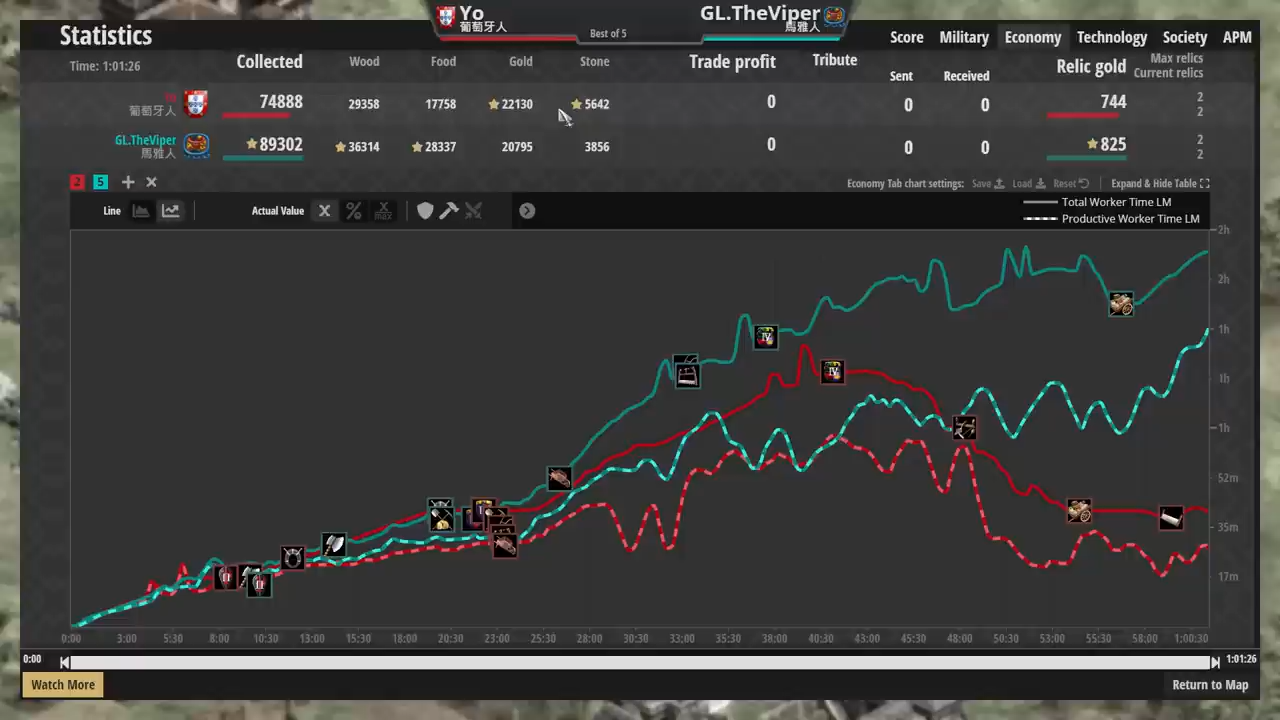 Yo
葡萄牙人
GL.TheViper
馬雅人
Best of 5
Statistics
Score Military Economy Technology Society APM
Time: 1:01:26
Collected Wood Food Gold Stone Trade profit Tribute Sent Received Relic gold Max relics
Current relics
Yo
葡萄牙人
74888 29358 17758 22130 5642 0 0 0 744 2
2
GL.TheViper
馬雅人
89302 36314 28337 20795 3856 0 0 0 825 2
2
2 5
Economy Tab chart settings: Save Load Reset Expand & Hide Table
Line Actual Value X % X max
Total Worker Time LM
Productive Worker Time LM
2h
2h
1h
1h
1h
52m
35m
17m
IV
IV
II
II
0:00 3:00 5:30 8:00 10:30 13:00 15:30 18:00 20:30 23:00 25:30 28:00 30:30 33:00 35:30 38:00 40:30 43:00 45:30 48:00 50:30 53:00 55:30 58:00 1:00:30
0:00 1:01:26
Watch More Return to Map